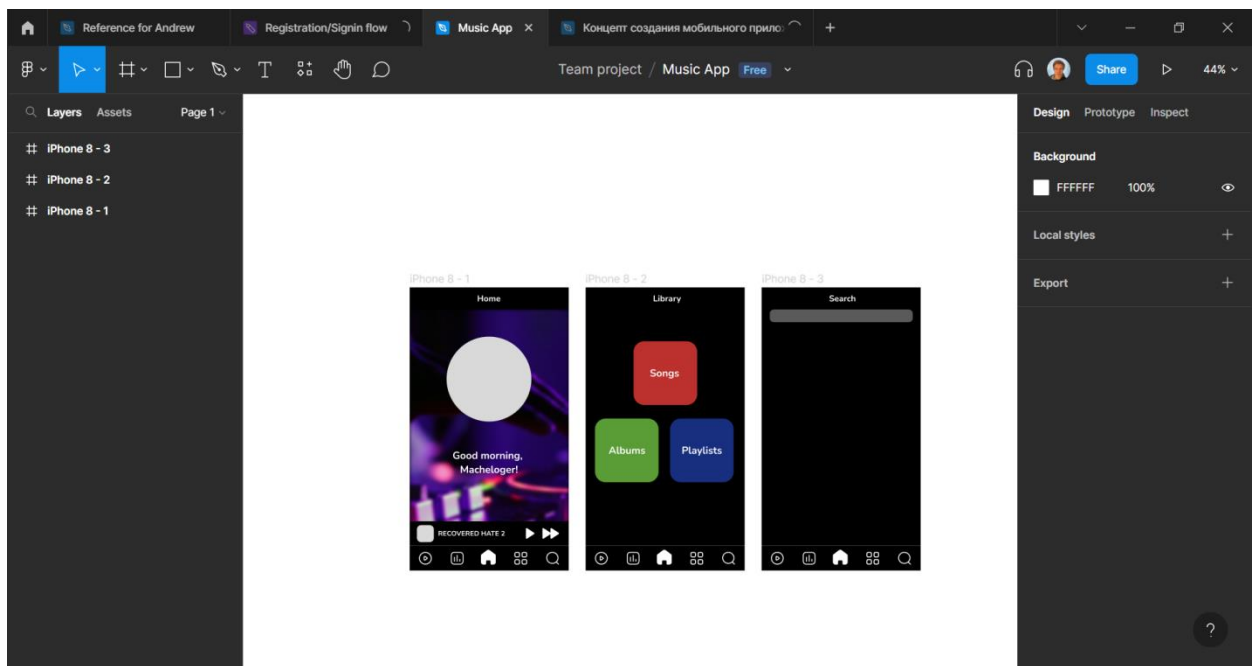 Reference for Andrew
Registration/Signin flow
Music App
Концепт создания мобильного прило
Team project / Music App Free
Share
44%
Layers Assets Page 1
iPhone 8 - 3
iPhone 8 - 2
iPhone 8 - 1
Design Prototype Inspect
Background
FFFFFF 100%
Local styles
Export
iPhone 8 - 1
Home
Good morning,
Macheloger!
RECOVERED HATE 2
iPhone 8 - 2
Library
Songs
Albums
Playlists
iPhone 8 - 3
Search
?